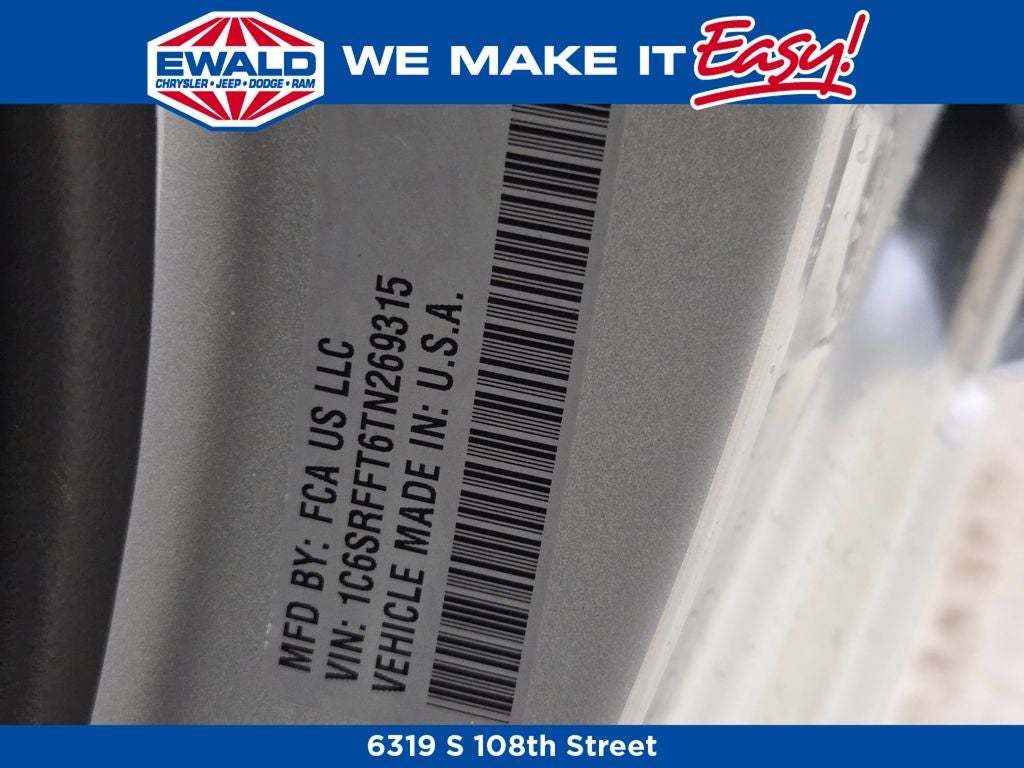 EWALD
CHRYSLER • JEEP • DODGE • RAM
WE MAKE IT Easy!
MFD BY: FCA US LLC
VIN: 1C6SRFFT6TN269315
VEHICLE MADE IN: U.S.A.
6319 S 108th Street